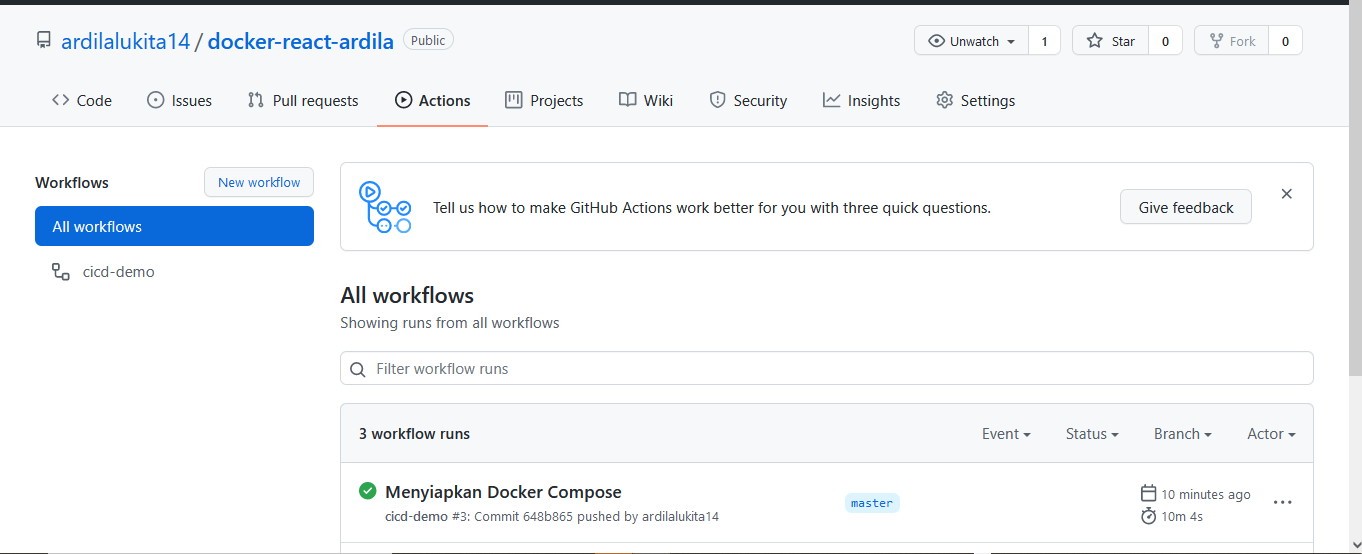 ardilalukita14 / docker-react-ardila Public Unwatch 1 Star 0 Fork 0
Code Issues Pull requests Actions Projects Wiki Security Insights Settings
Workflows New workflow
All workflows
cicd-demo
Tell us how to make GitHub Actions work better for you with three quick questions. Give feedback
All workflows
Showing runs from all workflows
Filter workflow runs
3 workflow runs Event Status Branch Actor
Menyiapkan Docker Compose
cicd-demo #3: Commit 648b865 pushed by ardilalukita14
master
10 minutes ago
10m 4s